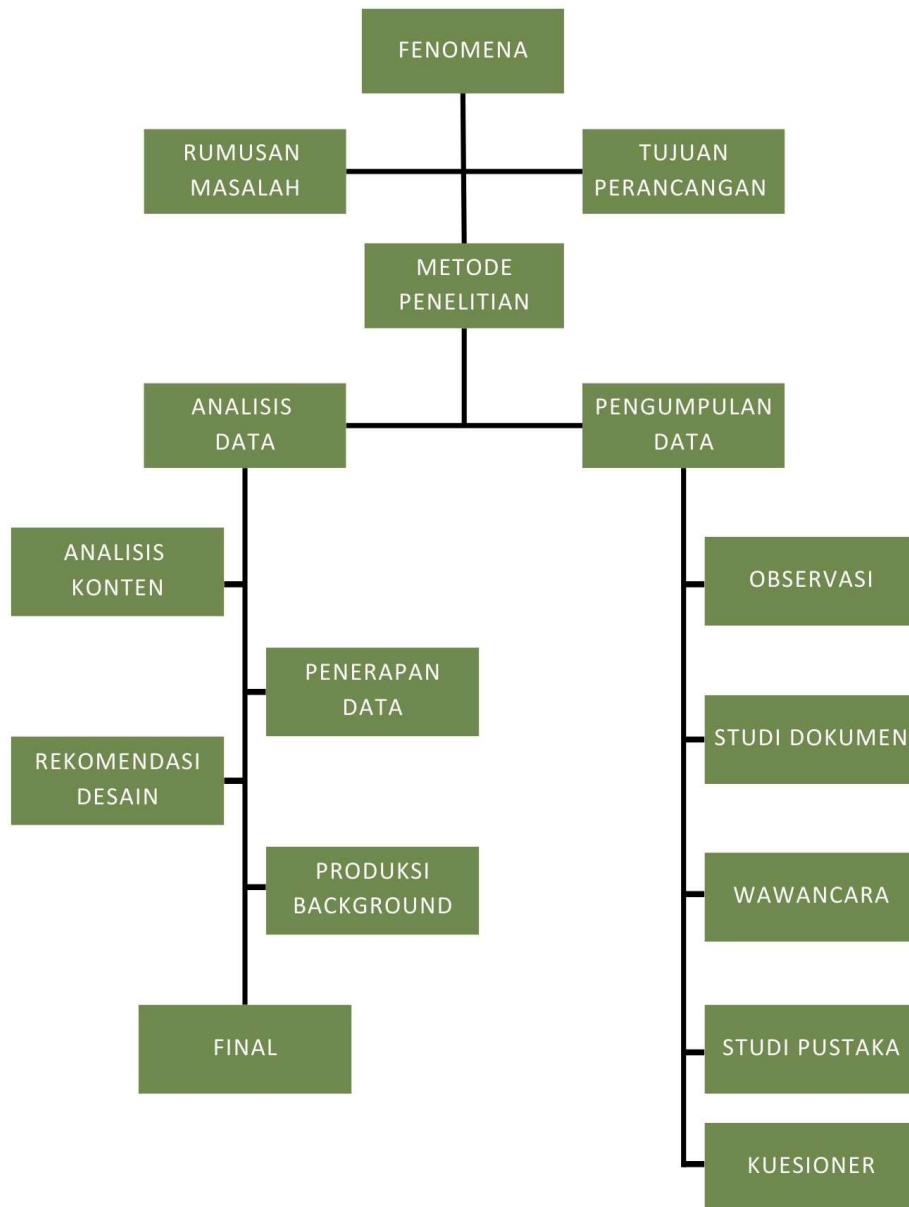 FENOMENA
RUMUSAN
MASALAH
TUJUAN
PERANCANGAN
METODE
PENELITIAN
ANALISIS
DATA
PENGUMPULAN
DATA
ANALISIS
KONTEN
OBSERVASI
PENERAPAN
DATA
STUDI DOKUMEN
REKOMENDASI
DESAIN
PRODUKSI
BACKGROUND
WAWANCARA
FINAL
STUDI PUSTAKA
KUESIONER